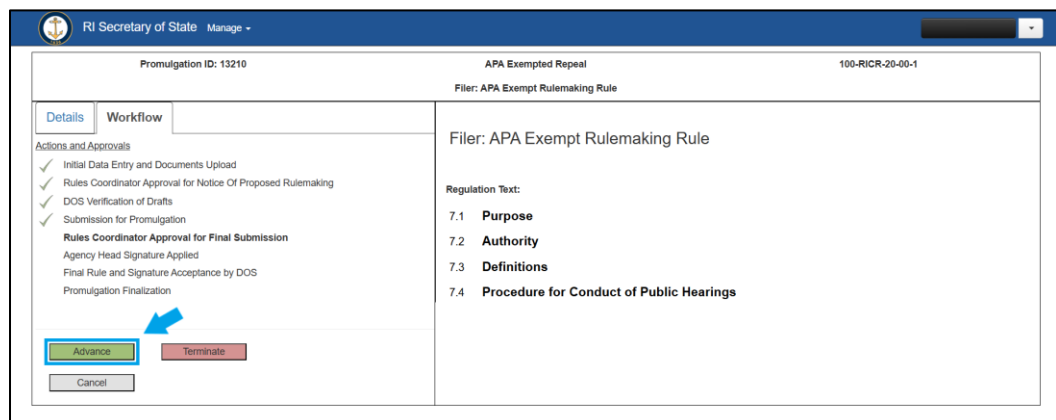 RI Secretary of State Manage
Promulgation ID: 13210 APA Exempted Repeal 100-RICR-20-00-1
Filer: APA Exempt Rulemaking Rule
Details Workflow
Actions and Approvals
Initial Data Entry and Documents Upload
Rules Coordinator Approval for Notice Of Proposed Rulemaking
DOS Verification of Drafts
Submission for Promulgation
Rules Coordinator Approval for Final Submission
Agency Head Signature Applied
Final Rule and Signature Acceptance by DOS
Promulgation Finalization
Advance Terminate
Cancel
Filer: APA Exempt Rulemaking Rule
Regulation Text:
7.1 Purpose
7.2 Authority
7.3 Definitions
7.4 Procedure for Conduct of Public Hearings